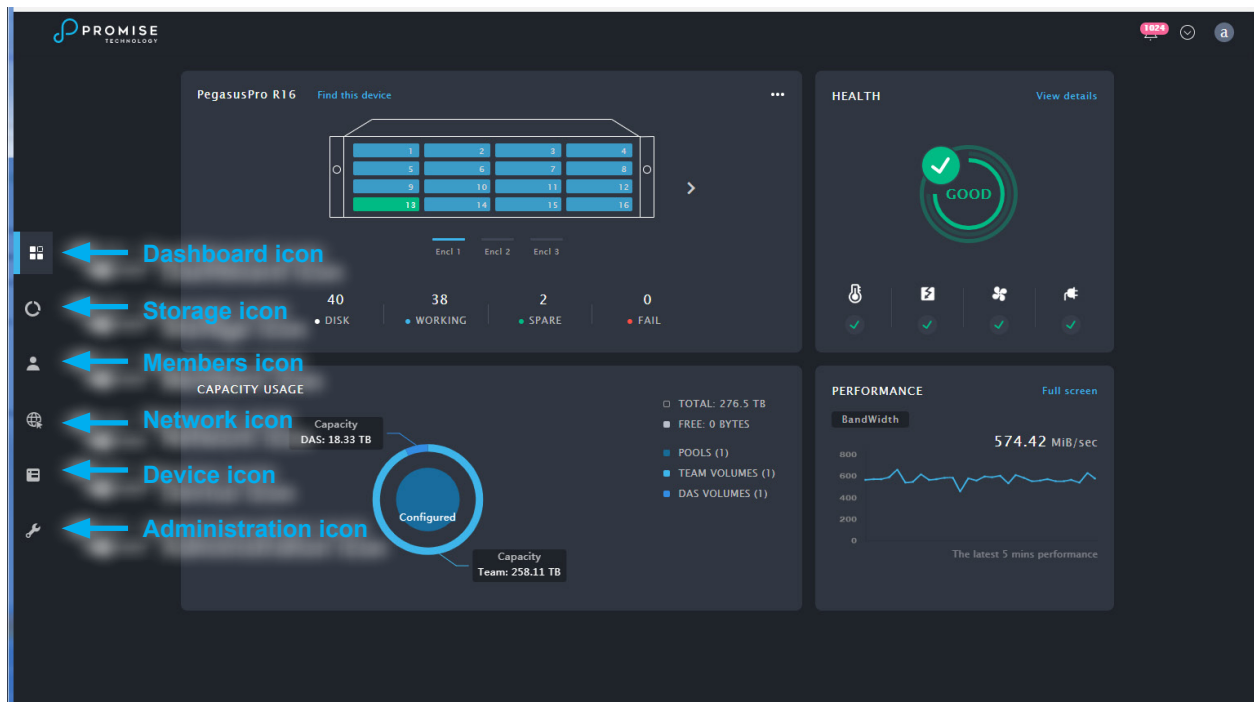 PROMISE
TECHNOLOGY
1024
a
PegasusPro R16 Find this device
1 2 3 4
5 6 7 8
9 10 11 12
13 14 15 16
Encl 1 Encl 2 Encl 3
40 38 2 0
DISK WORKING SPARE FAIL
HEALTH View details
GOOD
Dashboard icon
Storage icon
Members icon
Network icon
Device icon
Administration icon
CAPACITY USAGE
Capacity
DAS: 18.33 TB
Configured
Capacity
Team: 258.11 TB
TOTAL: 276.5 TB
FREE: 0 BYTES
POOLS (1)
TEAM VOLUMES (1)
DAS VOLUMES (1)
PERFORMANCE Full screen
BandWidth
574.42 MiB/sec
800
600
400
200
0
The latest 5 mins performance